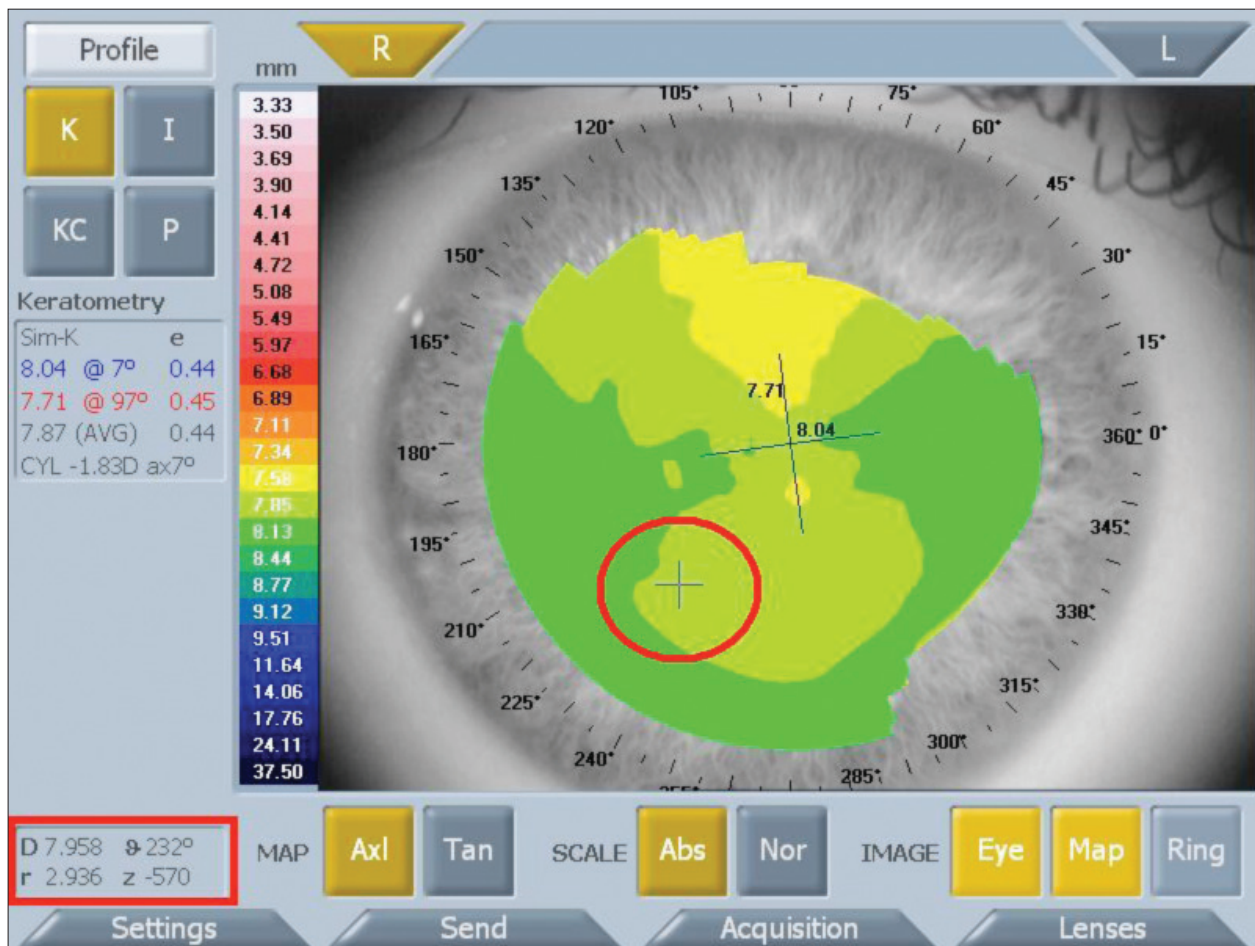 Profile
R
L
K
I
KC
P
mm
3.33
3.50
3.69
3.90
4.14
4.41
4.72
5.08
5.49
5.97
6.68
6.89
7.11
7.34
7.58
7.85
8.13
8.44
8.77
9.12
9.51
11.64
14.06
17.76
24.11
37.50
Keratometry
Sim-K e
8.04 @ 7º 0.44
7.71 @ 97º 0.45
7.87 (AVG) 0.44
CYL -1.83D ax7º
105° 75°
120° 60°
135° 45°
150° 30°
165° 15°
7.71
8.04
180° 360° 0°
195° 345°
210° 330°
225° 315°
240° 300°
255° 285°
D 7.958 ϑ 232º
r 2.936 z -570
MAP Axl Tan SCALE Abs Nor IMAGE Eye Map Ring
Settings Send Acquisition Lenses